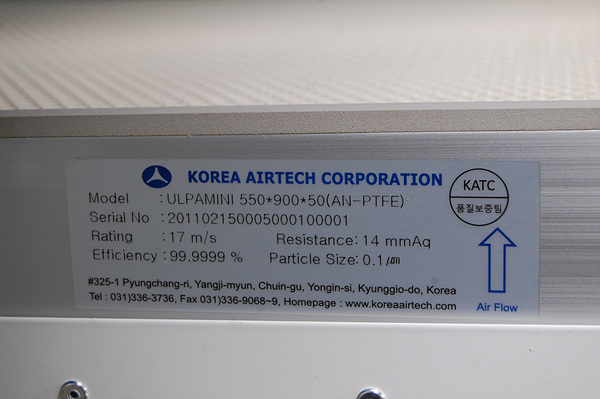 KOREA AIRTECH CORPORATION
Model : ULPAMINI 550*900*50(AN-PTFE)
Serial No : 201102150005000100001
Rating : 17 m/s Resistance: 14 mmAq
Efficiency : 99.9999 % Particle Size: 0.1㎛
#325-1 Pyungchang-ri, Yangji-myun, Chuin-gu, Yongin-si, Kyunggio-do, Korea
Tel : 031)336-3736, Fax 031)336-9068~9, Homepage : www.koreaairtech.com
KATC
품질보증팀
Air Flow